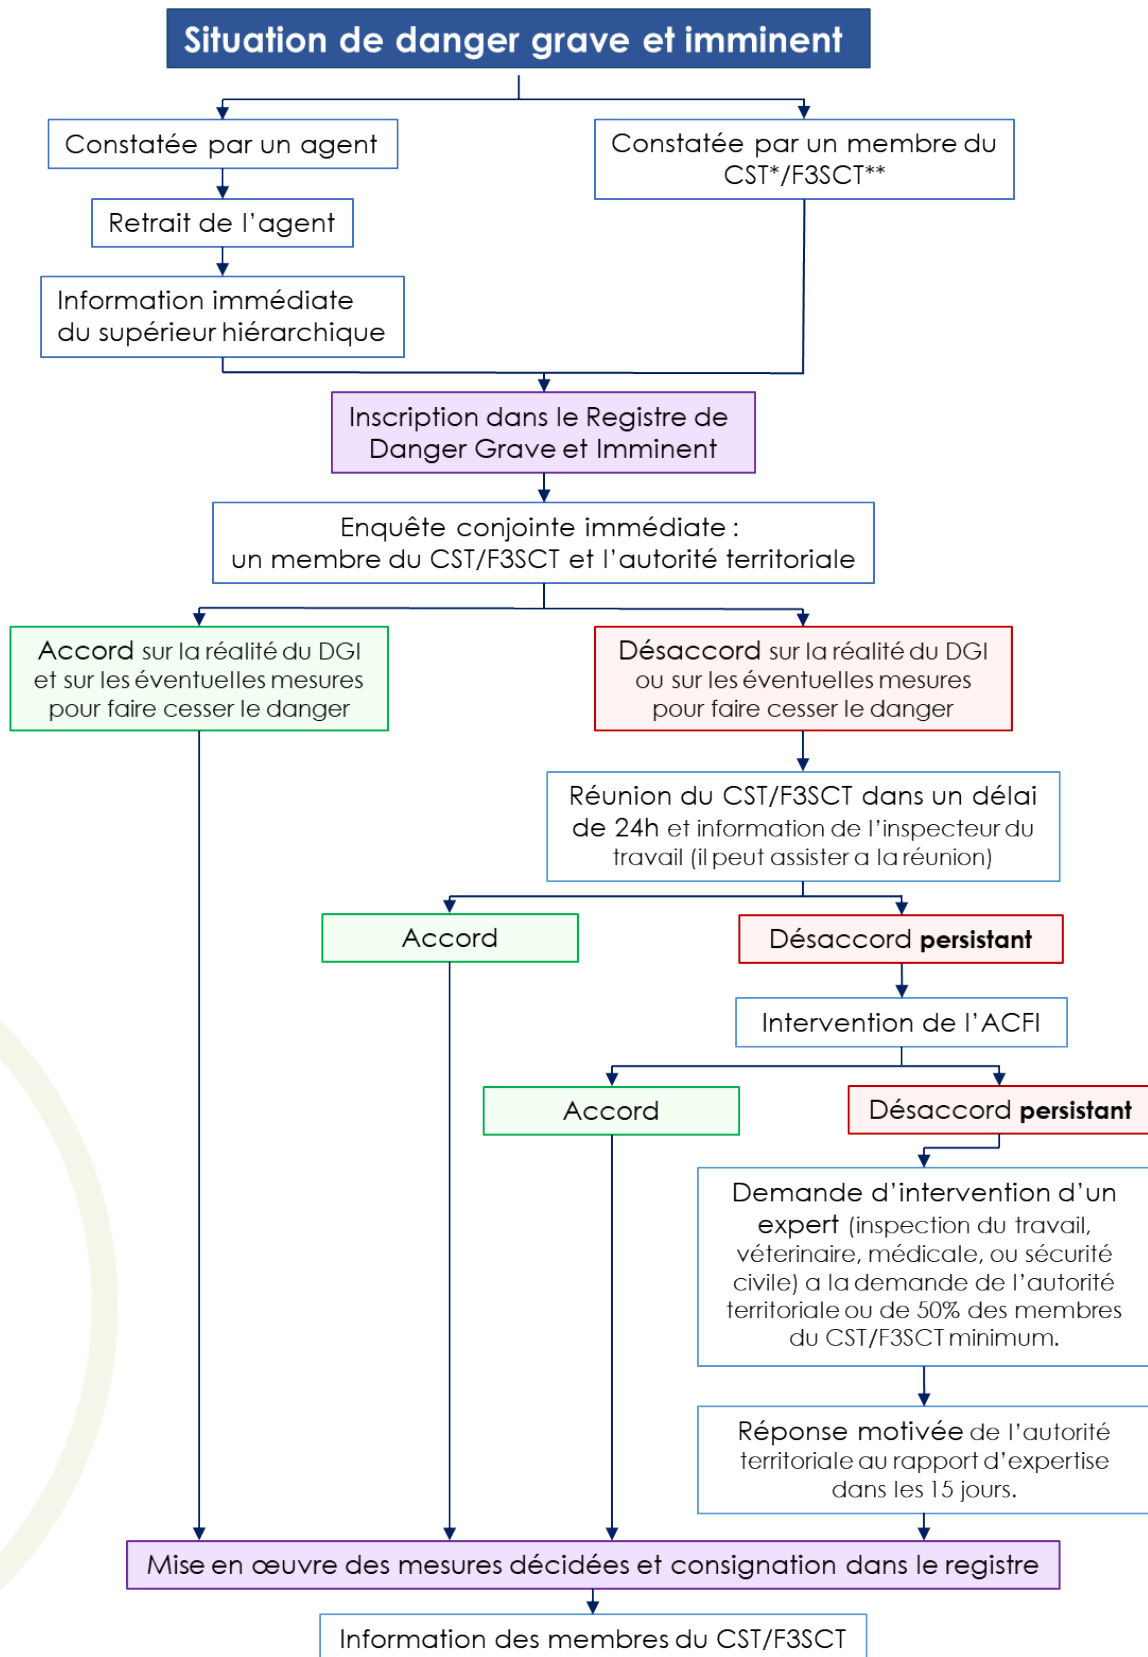 Situation de danger grave et imminent
Constatée par un agent
Constatée par un membre du
CST*/F3SCT**
Retrait de l'agent
Information immédiate
du supérieur hiérarchique
Inscription dans le Registre de
Danger Grave et Imminent
Enquête conjointe immédiate :
un membre du CST/F3SCT et l'autorité territoriale
Accord sur la réalité du DGI
et sur les éventuelles mesures
pour faire cesser le danger
Désaccord sur la réalité du DGI
ou sur les éventuelles mesures
pour faire cesser le danger
Réunion du CST/F3SCT dans un délai
de 24h et information de l'inspecteur du
travail (il peut assister a la réunion)
Accord
Désaccord persistant
Intervention de l'ACFI
Accord
Désaccord persistant
Demande d'intervention d'un
expert (inspection du travail,
véterinaire, médicale, ou sécurité
civile) a la demande de l'autorité
territoriale ou de 50% des membres
du CST/F3SCT minimum.
Réponse motivée de l'autorité
territoriale au rapport d'expertise
dans les 15 jours.
Mise en œuvre des mesures décidées et consignation dans le registre
Information des membres du CST/F3SCT